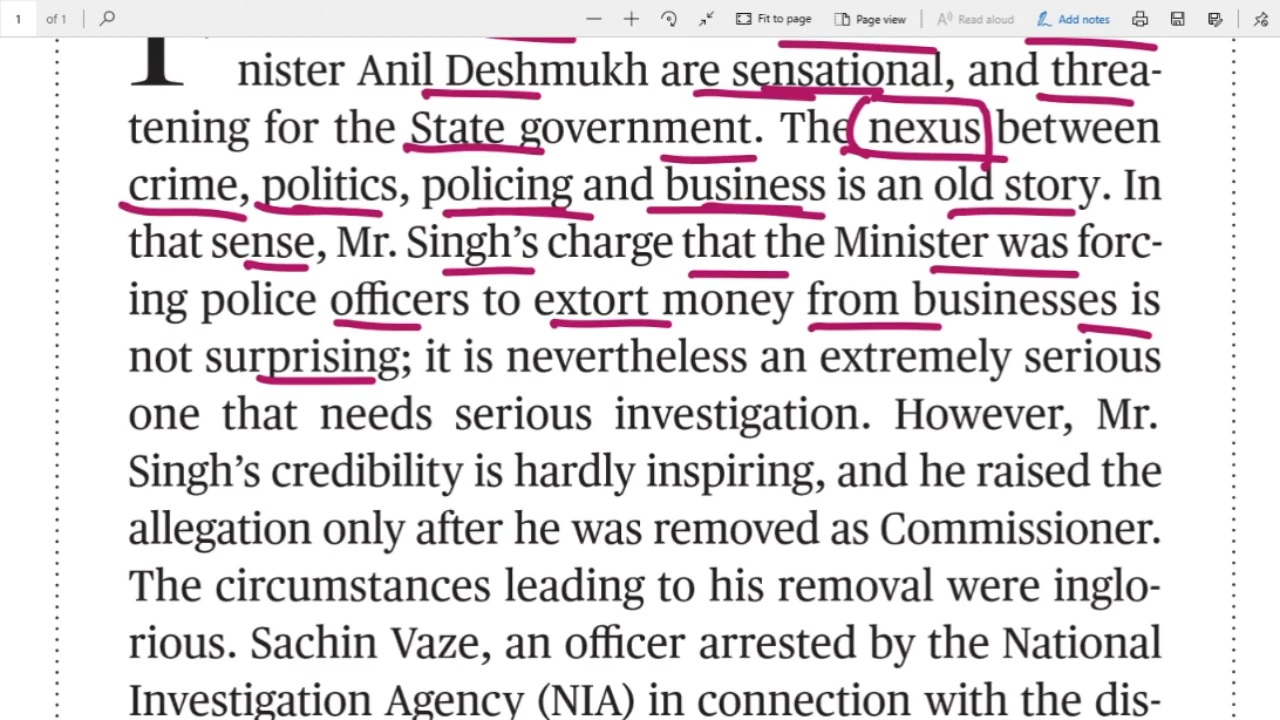 1 of 1 Fit to page Page view Read aloud Add notes
nister Anil Deshmukh are sensational, and threa-
tening for the State government. The nexus between
crime, politics, policing and business is an old story. In
that sense, Mr. Singh’s charge that the Minister was forc-
ing police officers to extort money from businesses is
not surprising; it is nevertheless an extremely serious
one that needs serious investigation. However, Mr.
Singh’s credibility is hardly inspiring, and he raised the
allegation only after he was removed as Commissioner.
The circumstances leading to his removal were inglo-
rious. Sachin Vaze, an officer arrested by the National
Investigation Agency (NIA) in connection with the dis-